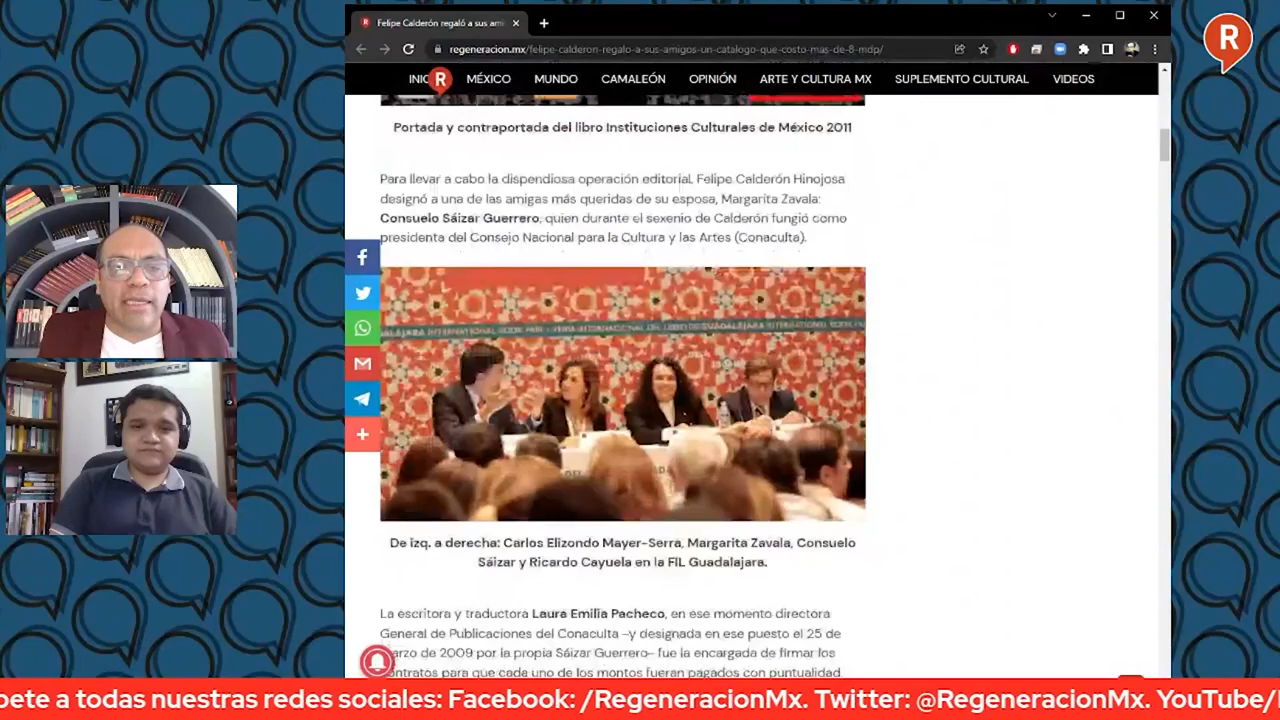 Felipe Calderón regaló a sus ami
regeneracion.mx/felipe-calderon-regalo-a-sus-amigos-un-catalogo-que-costo-mas-de-8-mdp/
R
INIC R MÉXICO MUNDO CAMALEÓN OPINIÓN ARTE Y CULTURA MX SUPLEMENTO CULTURAL VIDEOS
Portada y contraportada del libro Instituciones Culturales de México 2011
Para llevar a cabo la dispendiosa operación editorial, Felipe Calderón Hinojosa
designó a una de las amigas más queridas de su esposa, Margarita Zavala:
Consuelo Sáizar Guerrero, quien durante el sexenio de Calderón fungió como
presidenta del Consejo Nacional para la Cultura y las Artes (Conaculta).
De izq. a derecha: Carlos Elizondo Mayer-Serra, Margarita Zavala, Consuelo
Sáizar y Ricardo Cayuela en la FIL Guadalajara.
La escritora y traductora Laura Emilia Pacheco, en ese momento directora
General de Publicaciones del Conaculta –y designada en ese puesto el 25 de
marzo de 2009 por la propia Sáizar Guerrero– fue la encargada de firmar los
contratos para que cada uno de los montos fueran pagados con puntualidad
bete a todas nuestras redes sociales: Facebook: /RegeneracionMx. Twitter: @RegeneracionMx. YouTube/